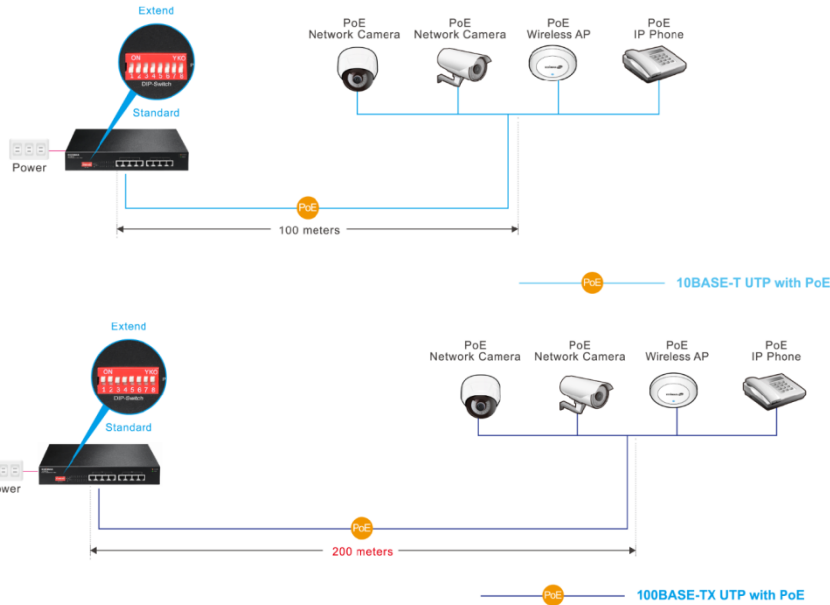 Extend
ON YKO
1 2 3 4 5 6 7 8
DIP-Switch
Standard
Power
PoE
Network Camera
PoE
Network Camera
PoE
Wireless AP
PoE
IP Phone
PoE
100 meters
PoE
10BASE-T UTP with PoE
Extend
ON YKO
1 2 3 4 5 6 7 8
DIP-Switch
Standard
ower
PoE
Network Camera
PoE
Network Camera
PoE
Wireless AP
PoE
IP Phone
PoE
200 meters
PoE
100BASE-TX UTP with PoE